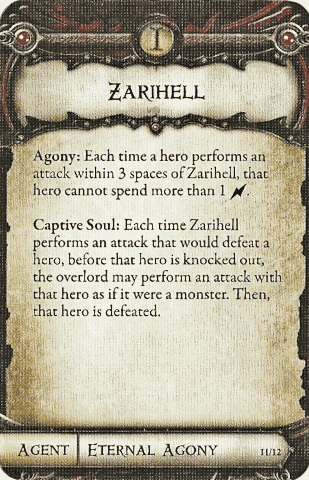 I
Zarihell
Agony: Each time a hero performs an
attack within 3 spaces of Zarihell, that
hero cannot spend more than 1 .
Captive Soul: Each time Zarihell
performs an attack that would defeat a
hero, before that hero is knocked out,
the overlord may perform an attack with
that hero as if it were a monster. Then,
that hero is defeated.
Agent Eternal Agony 11/12